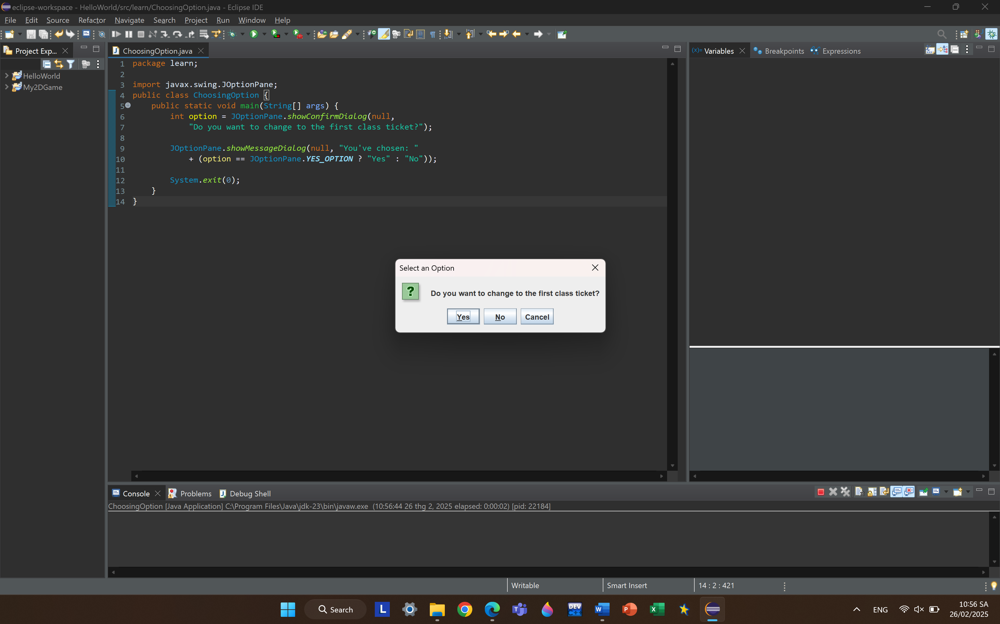 eclipse-workspace - HelloWorld/src/learn/ChoosingOption.java - Eclipse IDE
File Edit Source Refactor Navigate Search Project Run Window Help
Project Exp...
HelloWorld
My2DGame
ChoosingOption.java
1 package learn;
2
3 import javax.swing.JOptionPane;
4 public class ChoosingOption {
5 public static void main(String[] args) {
6 int option = JOptionPane.showConfirmDialog(null,
7 "Do you want to change to the first class ticket?");
8
9 JOptionPane.showMessageDialog(null, "You've chosen: "
10 + (option == JOptionPane.YES_OPTION ? "Yes" : "No"));
11
12 System.exit(0);
13 }
14 }
(x)= Variables Breakpoints Expressions
Select an Option
?
Do you want to change to the first class ticket?
Yes No Cancel
Console Problems Debug Shell
ChoosingOption [Java Application] C:\Program Files\Java\jdk-23\bin\javaw.exe (10:56:44 26 thg 2, 2025 elapsed: 0:00:02) [pid: 22184]
Writable Smart Insert 14 : 2 : 421
Search
L
T
DEV
C++
W
P
X
ENG
10:56 SA
26/02/2025